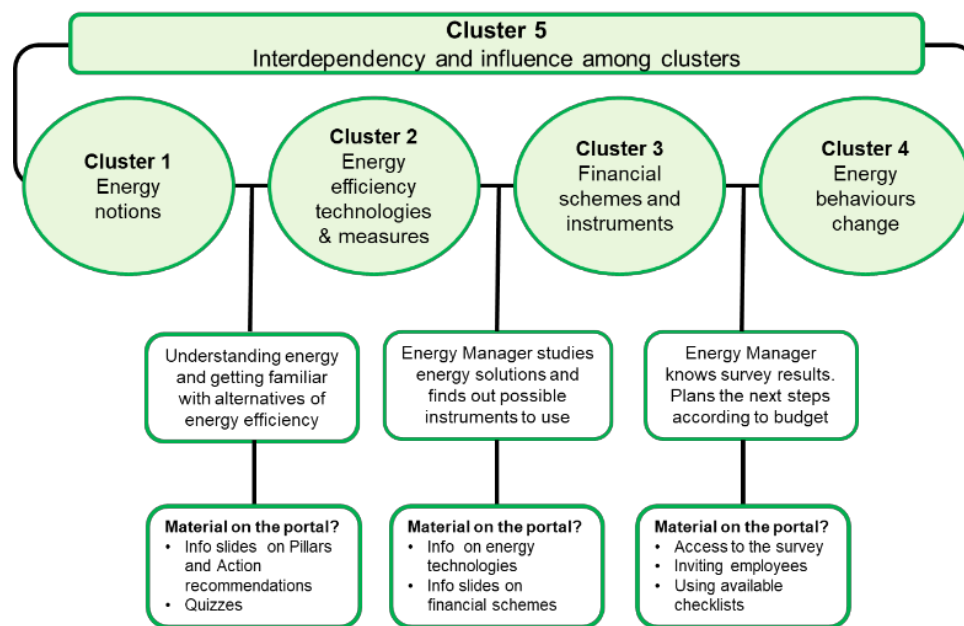 Cluster 5
Interdependency and influence among clusters
Cluster 1
Energy
notions
Cluster 2
Energy
efficiency
technologies
& measures
Cluster 3
Financial
schemes and
instruments
Cluster 4
Energy
behaviours
change
Understanding energy
and getting familiar
with alternatives of
energy efficiency
Energy Manager studies
energy solutions and
finds out possible
instruments to use
Energy Manager
knows survey results.
Plans the next steps
according to budget
Material on the portal?
• Info slides on Pillars
and Action
recommendations
• Quizzes
Material on the portal?
• Info on energy
technologies
• Info slides on
financial schemes
Material on the portal?
• Access to the survey
• Inviting employees
• Using available
checklists